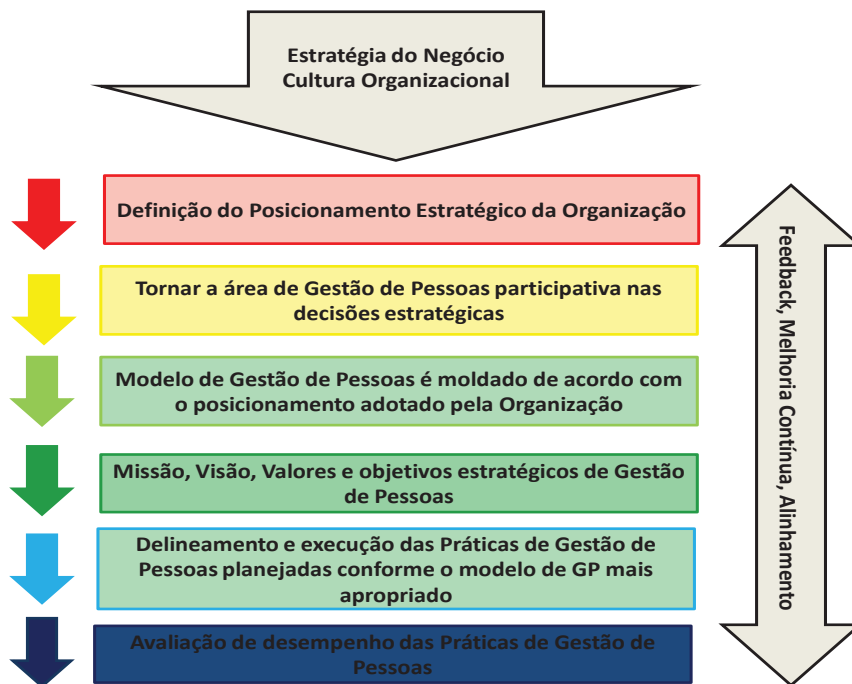 Estratégia do Negócio
Cultura Organizacional
Definição do Posicionamento Estratégico da Organização
Tornar a área de Gestão de Pessoas participativa nas
decisões estratégicas
Modelo de Gestão de Pessoas é moldado de acordo com
o posicionamento adotado pela Organização
Missão, Visão, Valores e objetivos estratégicos de Gestão
de Pessoas
Delineamento e execução das Práticas de Gestão de
Pessoas planejadas conforme o modelo de GP mais
apropriado
Avaliação de desempenho das Práticas de Gestão de
Pessoas
Feedback, Melhoria Contínua, Alinhamento